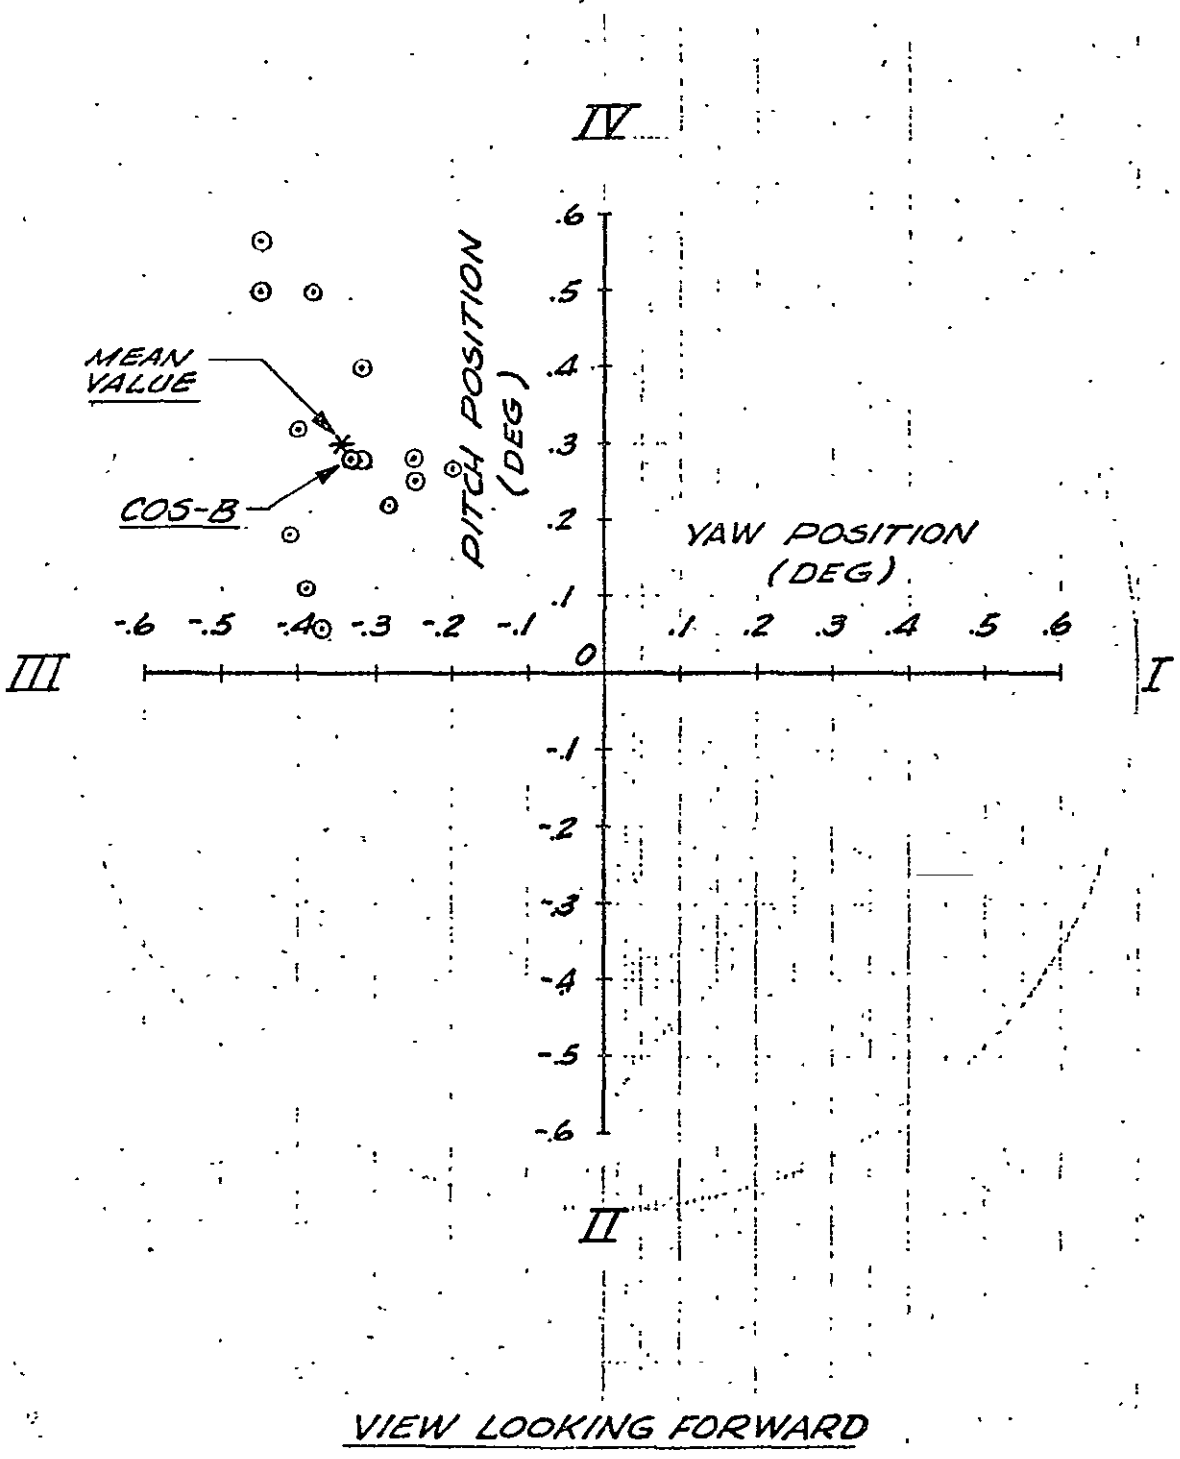 IV
.6
.5
.4
.3
.2
.1
PITCH POSITION
(DEG)
MEAN
VALUE
COS-B
YAW POSITION
(DEG)
-.6 -.5 -.4 -.3 -.2 -.1 .1 .2 .3 .4 .5 .6
0
III
I
-.1
-.2
-.3
-.4
-.5
-.6
II
VIEW LOOKING FORWARD